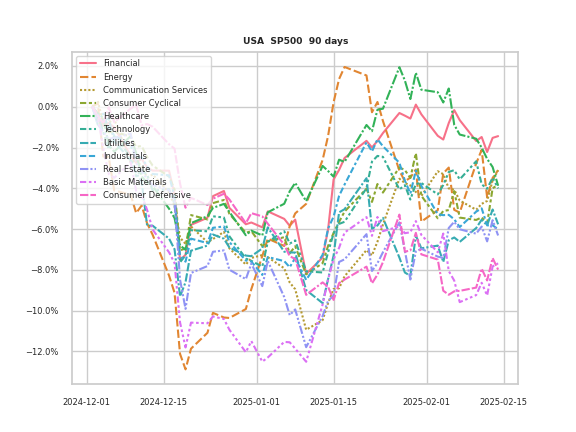 USA  SP500  90 days
2.0%
0.0%
−2.0%
−4.0%
−6.0%
−8.0%
−10.0%
−12.0%
Financial
Energy
Communication Services
Consumer Cyclical
Healthcare
Technology
Utilities
Industrials
Real Estate
Basic Materials
Consumer Defensive
2024-12-01 2024-12-15 2025-01-01 2025-01-15 2025-02-01 2025-02-15